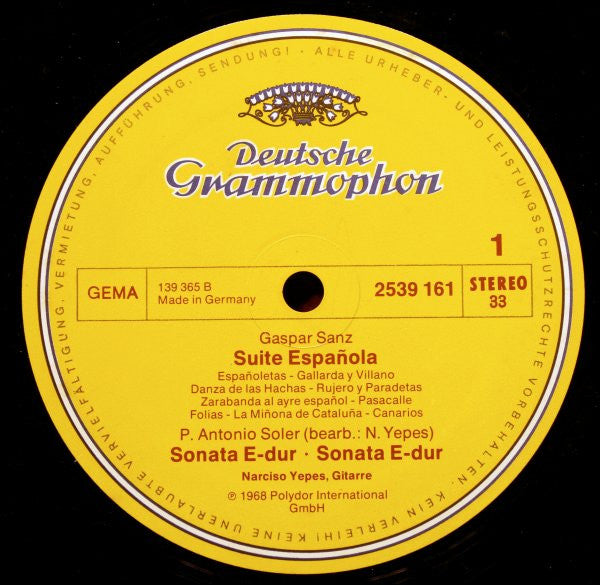 ALLE URHEBER- UND LEISTUNGSSCHUTZRECHTE VORBEHALTEN. KEIN VERLEIH! KEINE UNERLAUBTE VERVIELFÄLTIGUNG, VERMIETUNG, AUFFÜHRUNG, SENDUNG! ·
Deutsche
Grammophon
1
GEMA
139 365 B
Made in Germany
2539 161
STEREO
33
Gaspar Sanz
Suite Española
Españoletas - Gallarda y Villano
Danza de las Hachas - Rujero y Paradetas
Zarabanda al ayre español - Pasacalle
Folias - La Miñona de Cataluña - Canarios
P. Antonio Soler (bearb.: N. Yepes)
Sonata E-dur · Sonata E-dur
Narciso Yepes, Gitarre
℗ 1968 Polydor International
GmbH